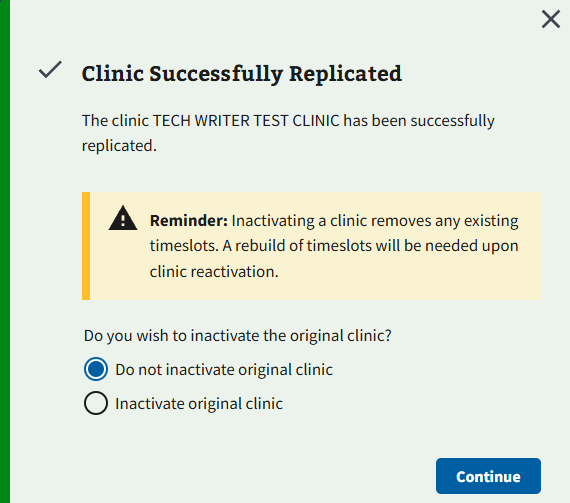 Clinic Successfully Replicated
The clinic TECH WRITER TEST CLINIC has been successfully
replicated.
Reminder: Inactivating a clinic removes any existing
timeslots. A rebuild of timeslots will be needed upon
clinic reactivation.
Do you wish to inactivate the original clinic?
Do not inactivate original clinic
Inactivate original clinic
Continue